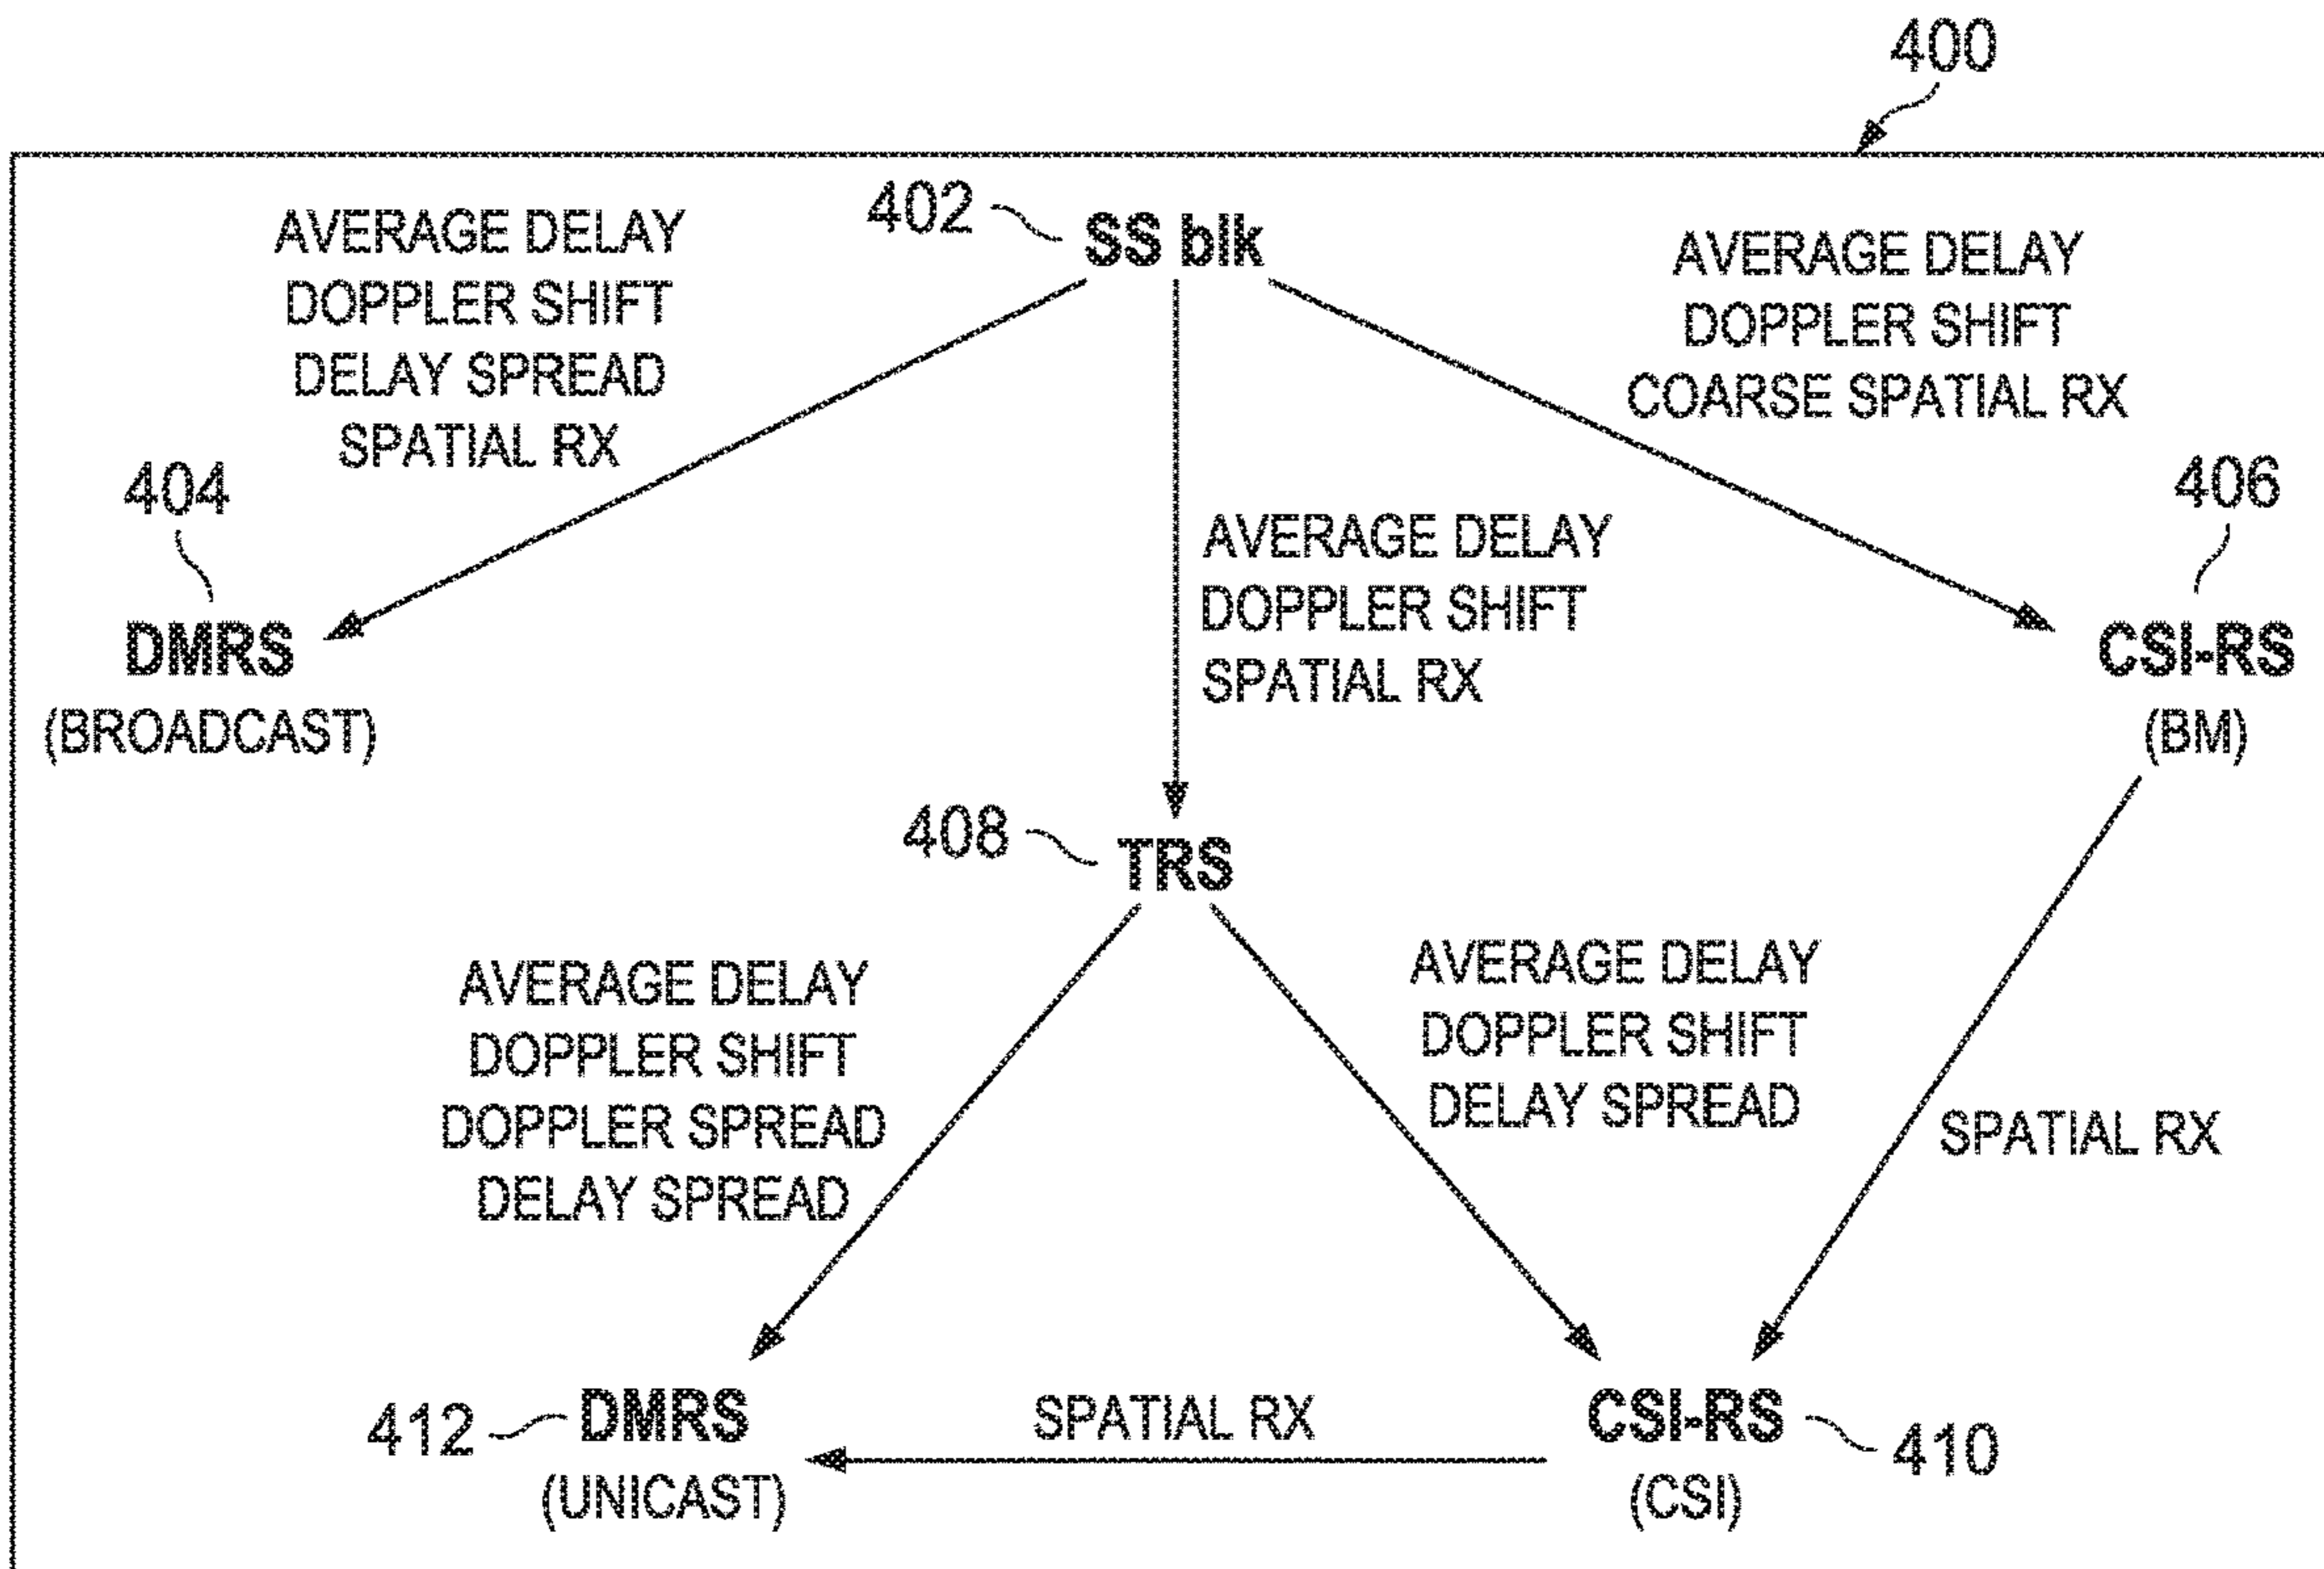 400
402
SS blk
AVERAGE DELAY
DOPPLER SHIFT
DELAY SPREAD
SPATIAL RX
AVERAGE DELAY
DOPPLER SHIFT
COARSE SPATIAL RX
404
DMRS
(BROADCAST)
AVERAGE DELAY
DOPPLER SHIFT
SPATIAL RX
406
CSI-RS
(BM)
408
TRS
AVERAGE DELAY
DOPPLER SHIFT
DOPPLER SPREAD
DELAY SPREAD
AVERAGE DELAY
DOPPLER SHIFT
DELAY SPREAD
SPATIAL RX
412
DMRS
(UNICAST)
SPATIAL RX
CSI-RS
(CSI)
410